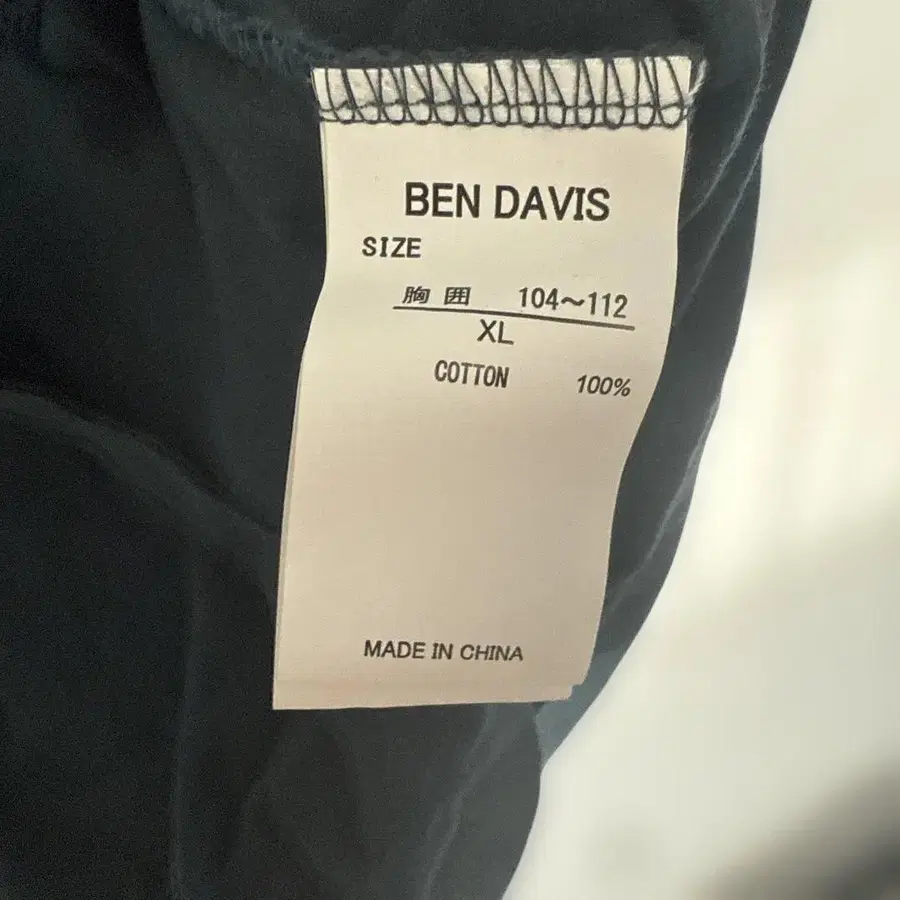 BEN DAVIS
SIZE
胸 囲 104～112
XL
COTTON 100%
MADE IN CHINA